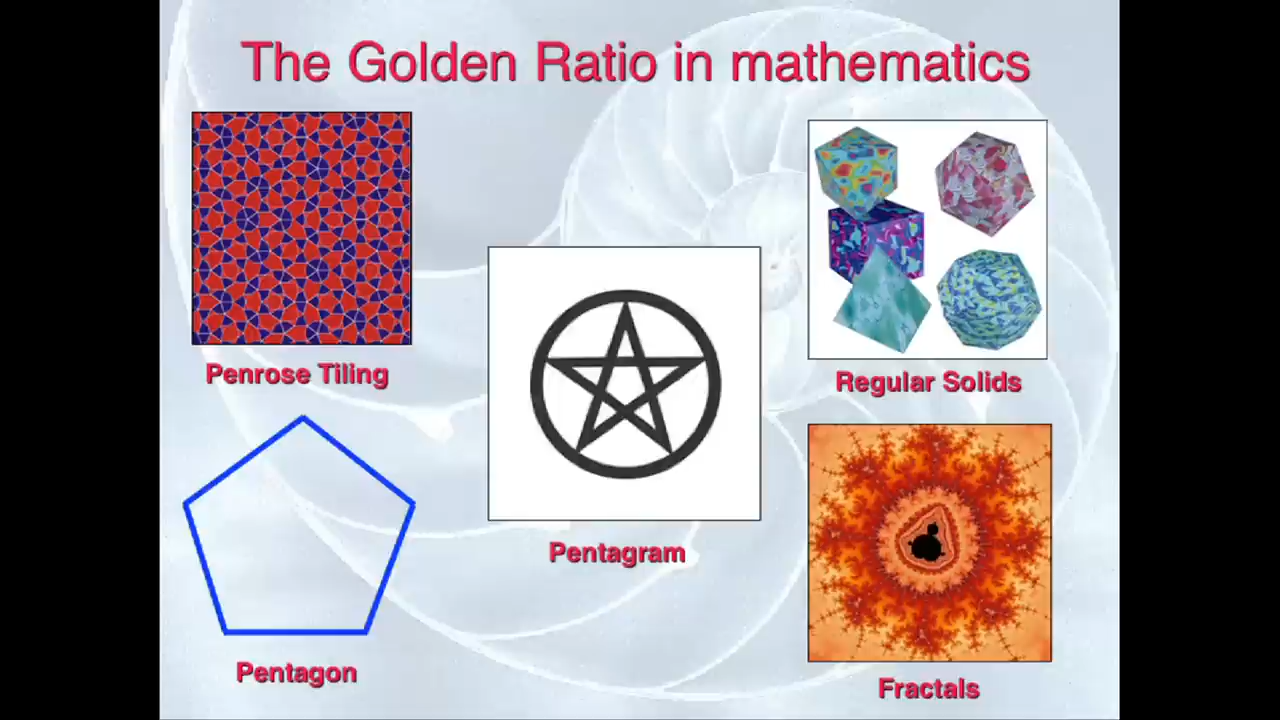 The Golden Ratio in mathematics
Penrose Tiling
Regular Solids
Pentagram
Pentagon
Fractals